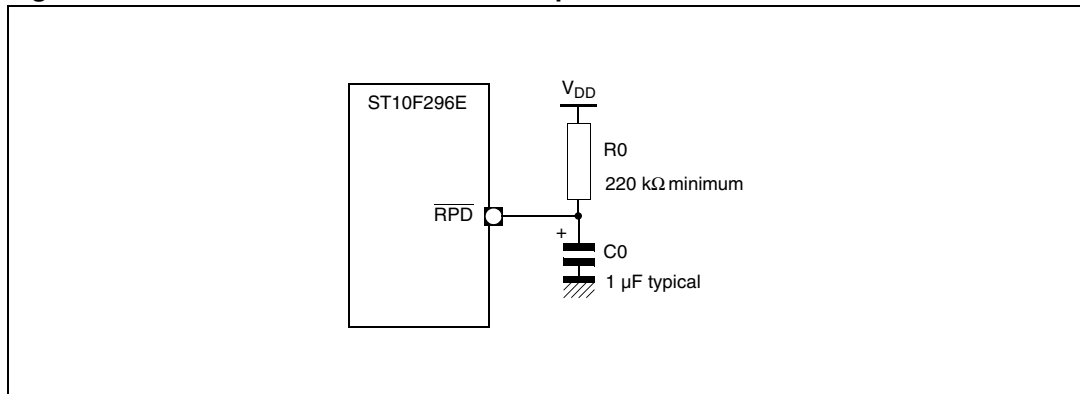 ST10F296E
V_DD
R0
220 kΩ minimum
RPD
+
C0
1 µF typical